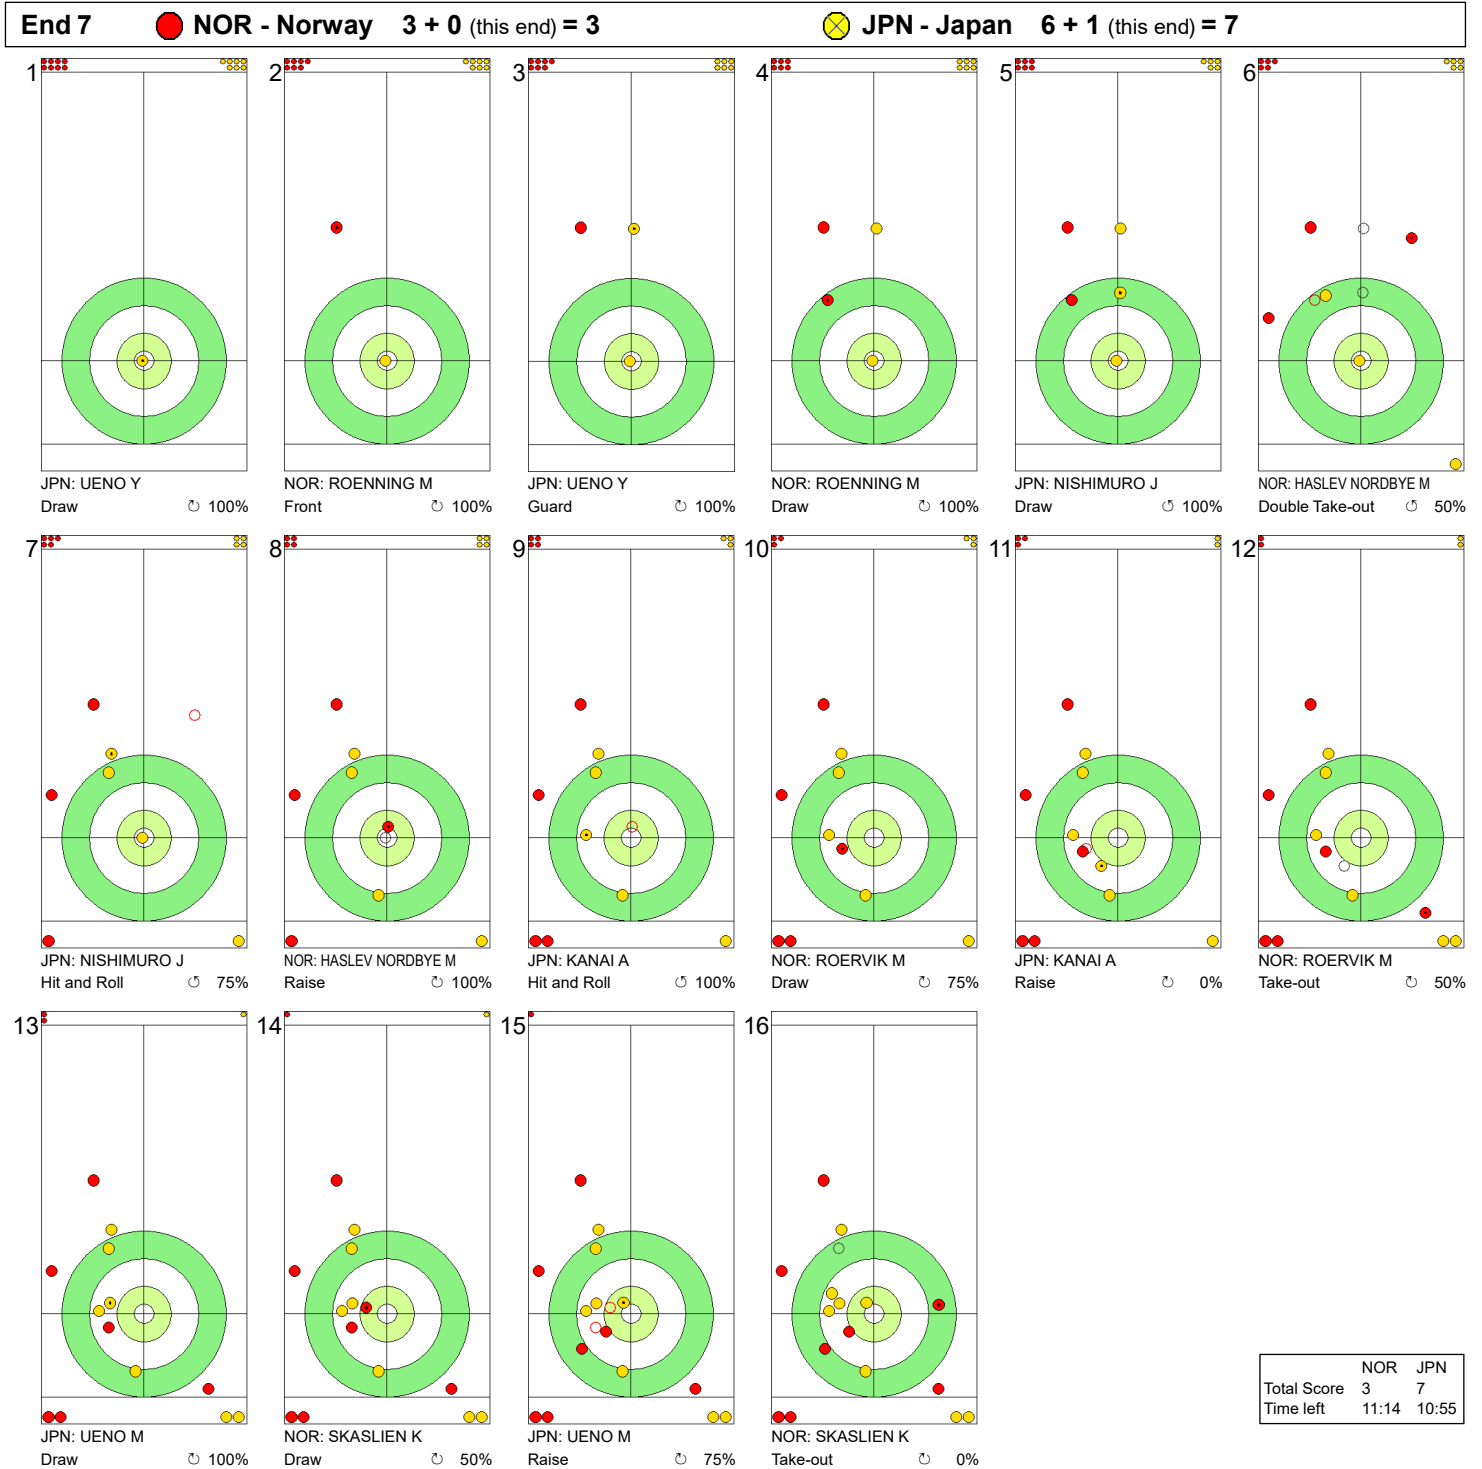 End 7 NOR - Norway 3 + 0 (this end) = 3 JPN - Japan 6 + 1 (this end) = 7
1 2 3 4 5 6
JPN: UENO Y NOR: ROENNING M JPN: UENO Y NOR: ROENNING M JPN: NISHIMURO J NOR: HASLEV NORDBYE M
Draw ↻ 100% Front ↻ 100% Guard ↻ 100% Draw ↻ 100% Draw ↻ 100% Double Take-out ↺ 50%
7 8 9 10 11 12
JPN: NISHIMURO J NOR: HASLEV NORDBYE M JPN: KANAI A NOR: ROERVIK M JPN: KANAI A NOR: ROERVIK M
Hit and Roll ↺ 75% Raise ↻ 100% Hit and Roll ↻ 100% Draw ↻ 75% Raise ↻ 0% Take-out ↻ 50%
13 14 15 16
JPN: UENO M NOR: SKASLIEN K JPN: UENO M NOR: SKASLIEN K
Draw ↻ 100% Draw ↻ 50% Raise ↻ 75% Take-out ↻ 0%
NOR JPN
Total Score 3 7
Time left 11:14 10:55